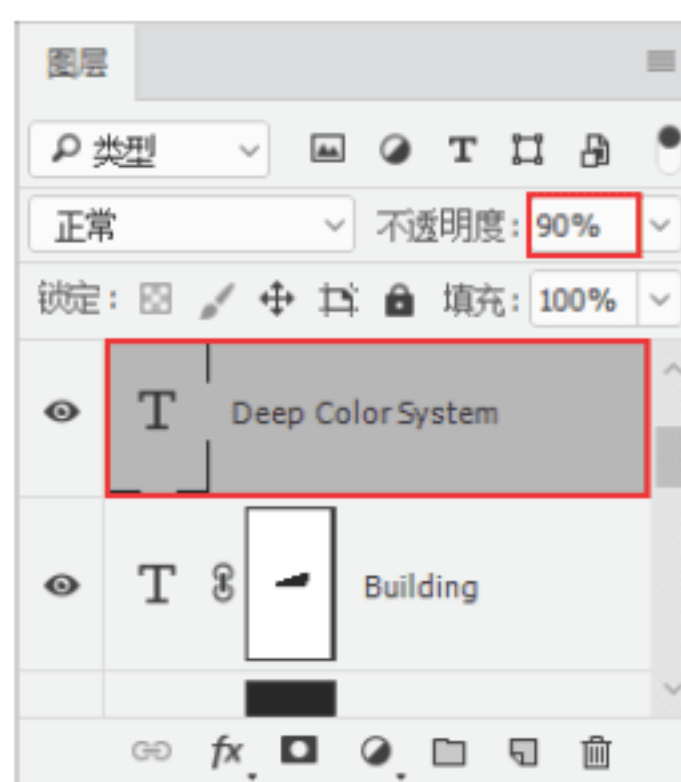 图层
类型
正常 不透明度: 90%
锁定: 填充: 100%
Deep Color System
Building